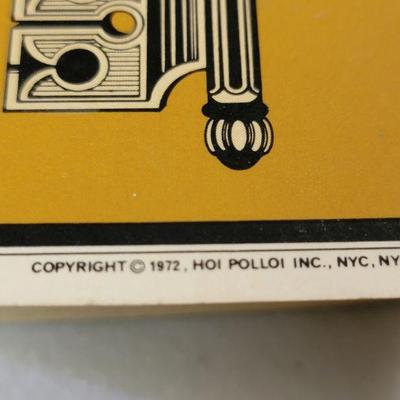 COPYRIGHT © 1972, HOI POLLOI INC., NYC, NY